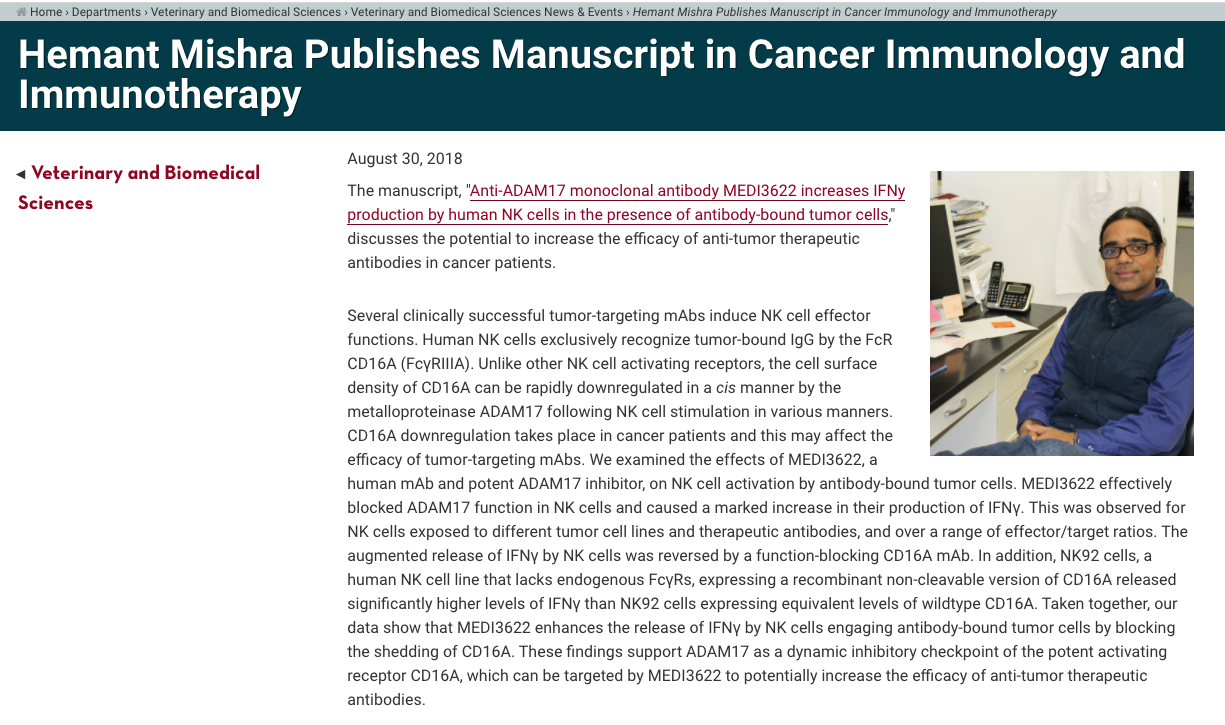 Home › Departments › Veterinary and Biomedical Sciences › Veterinary and Biomedical Sciences News & Events › Hemant Mishra Publishes Manuscript in Cancer Immunology and Immunotherapy
Hemant Mishra Publishes Manuscript in Cancer Immunology and
Immunotherapy
◂ Veterinary and Biomedical
Sciences
August 30, 2018
The manuscript, "Anti-ADAM17 monoclonal antibody MEDI3622 increases IFNγ
production by human NK cells in the presence of antibody-bound tumor cells,"
discusses the potential to increase the efficacy of anti-tumor therapeutic
antibodies in cancer patients.
Several clinically successful tumor-targeting mAbs induce NK cell effector
functions. Human NK cells exclusively recognize tumor-bound IgG by the FcR
CD16A (FcγRIIIA). Unlike other NK cell activating receptors, the cell surface
density of CD16A can be rapidly downregulated in a cis manner by the
metalloproteinase ADAM17 following NK cell stimulation in various manners.
CD16A downregulation takes place in cancer patients and this may affect the
efficacy of tumor-targeting mAbs. We examined the effects of MEDI3622, a
human mAb and potent ADAM17 inhibitor, on NK cell activation by antibody-bound tumor cells. MEDI3622 effectively
blocked ADAM17 function in NK cells and caused a marked increase in their production of IFNγ. This was observed for
NK cells exposed to different tumor cell lines and therapeutic antibodies, and over a range of effector/target ratios. The
augmented release of IFNγ by NK cells was reversed by a function-blocking CD16A mAb. In addition, NK92 cells, a
human NK cell line that lacks endogenous FcγRs, expressing a recombinant non-cleavable version of CD16A released
significantly higher levels of IFNγ than NK92 cells expressing equivalent levels of wildtype CD16A. Taken together, our
data show that MEDI3622 enhances the release of IFNγ by NK cells engaging antibody-bound tumor cells by blocking
the shedding of CD16A. These findings support ADAM17 as a dynamic inhibitory checkpoint of the potent activating
receptor CD16A, which can be targeted by MEDI3622 to potentially increase the efficacy of anti-tumor therapeutic
antibodies.